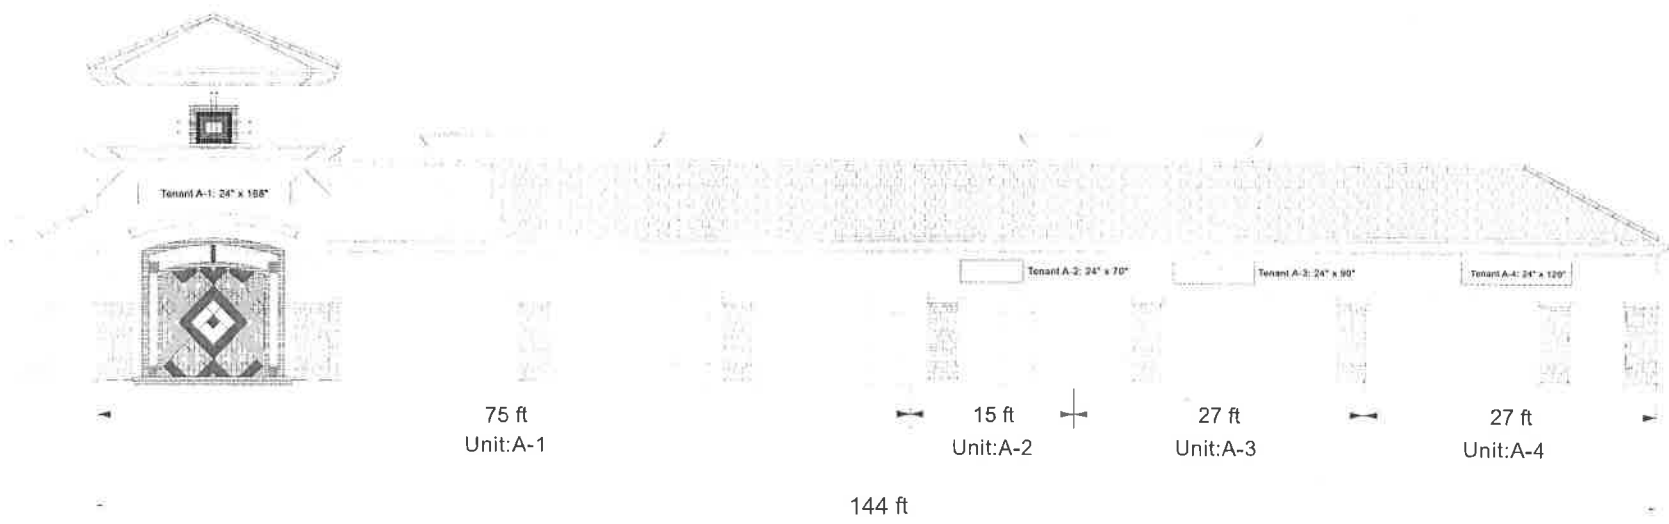 Tenant A-1: 24" x 168"
Tenant A-2: 24" x 70"
Tenant A-3: 24" x 90"
Tenant A-4: 24" x 120"
75 ft
15 ft
27 ft
27 ft
Unit:A-1
Unit:A-2
Unit:A-3
Unit:A-4
144 ft